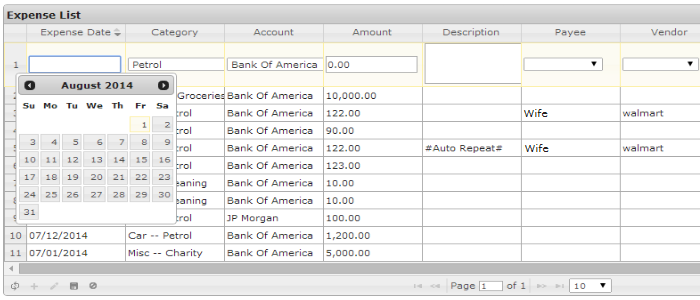 Expense List
Expense Date Category Account Amount Description Payee Vendor
1 Petrol Bank Of America 0.00
August 2014
Su Mo Tu We Th Fr Sa
1 2
3 4 5 6 7 8 9
10 11 12 13 14 15 16
17 18 19 20 21 22 23
24 25 26 27 28 29 30
31
Groceries Bank Of America 10,000.00
trol Bank Of America 122.00 Wife walmart
trol Bank Of America 90.00
trol Bank Of America 122.00 #Auto Repeat# Wife walmart
trol Bank Of America 123.00
eaning Bank Of America 10.00
eaning Bank Of America 10.00
trol JP Morgan 100.00
10 07/12/2014 Car -- Petrol Bank Of America 1,200.00
11 07/01/2014 Misc -- Charity Bank Of America 5,000.00
Page 1 of 1 10